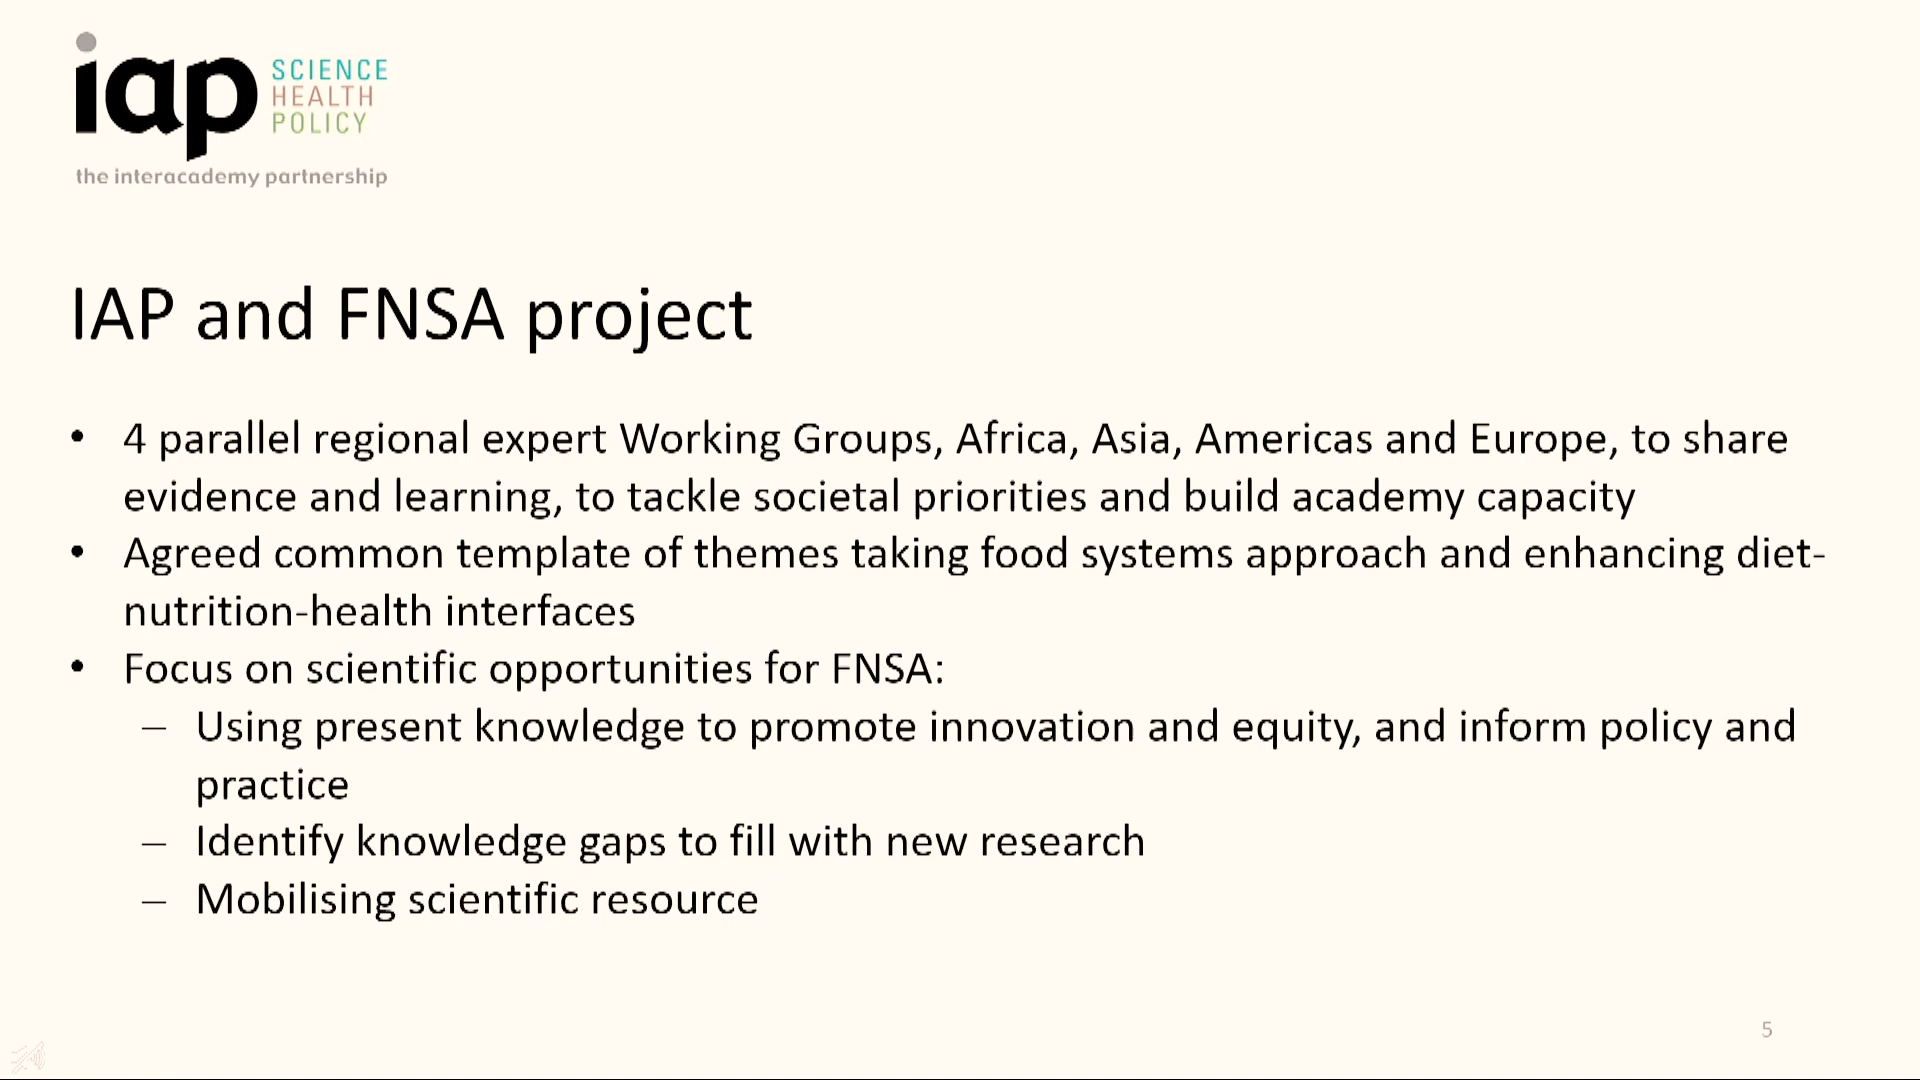 iap
SCIENCE
HEALTH
POLICY
the interacademy partnership
IAP and FNSA project
• 4 parallel regional expert Working Groups, Africa, Asia, Americas and Europe, to share
evidence and learning, to tackle societal priorities and build academy capacity
• Agreed common template of themes taking food systems approach and enhancing diet-
nutrition-health interfaces
• Focus on scientific opportunities for FNSA:
– Using present knowledge to promote innovation and equity, and inform policy and
practice
– Identify knowledge gaps to fill with new research
– Mobilising scientific resource
5